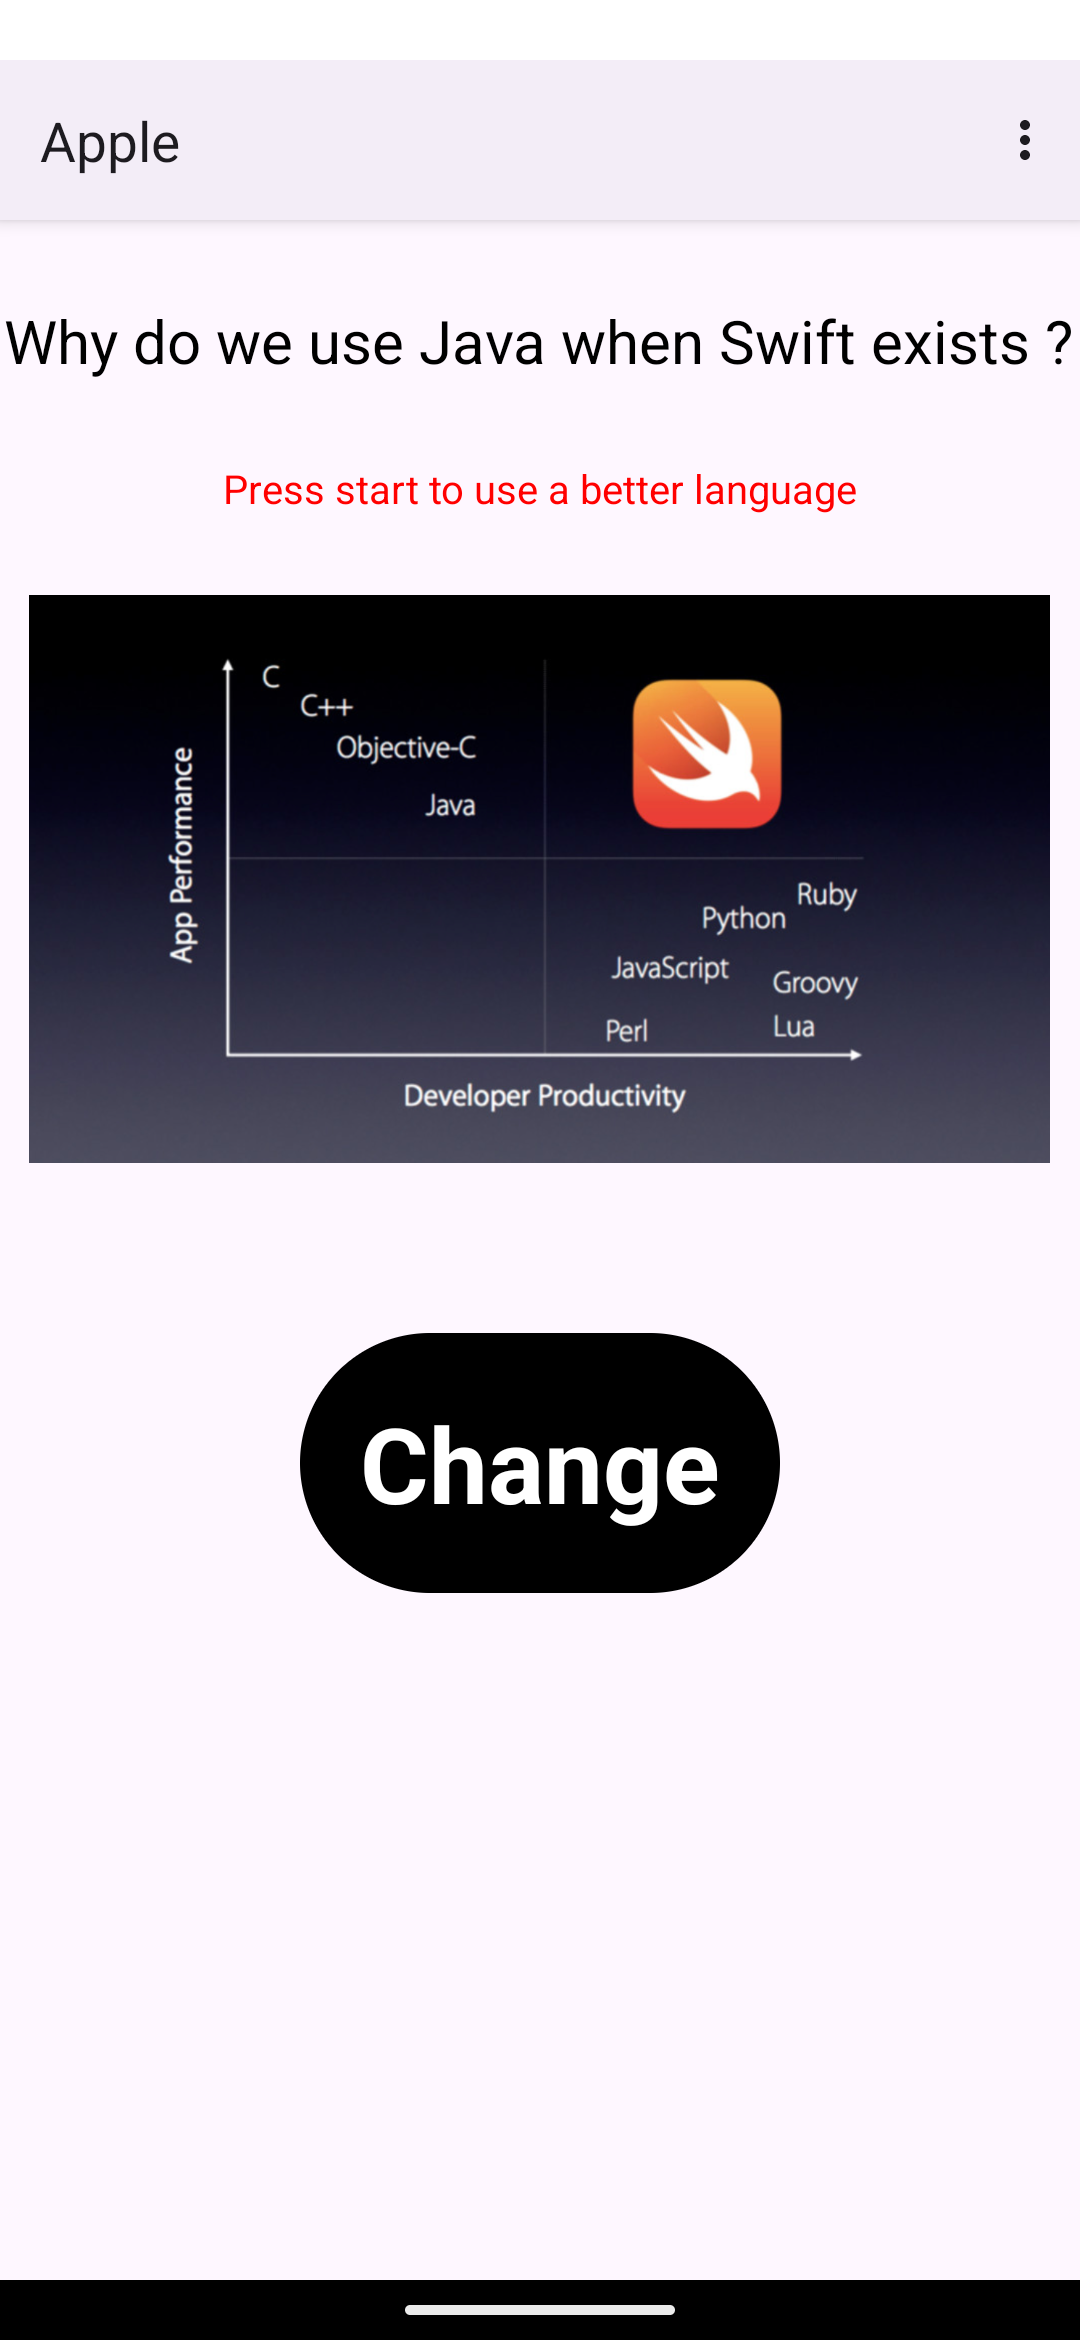 Apple
Why do we use Java when Swift exists ?
Press start to use a better language
C
C++
Objective-C
Java
App Performance
Ruby
Python
JavaScript
Groovy
Perl
Lua
Developer Productivity
Change